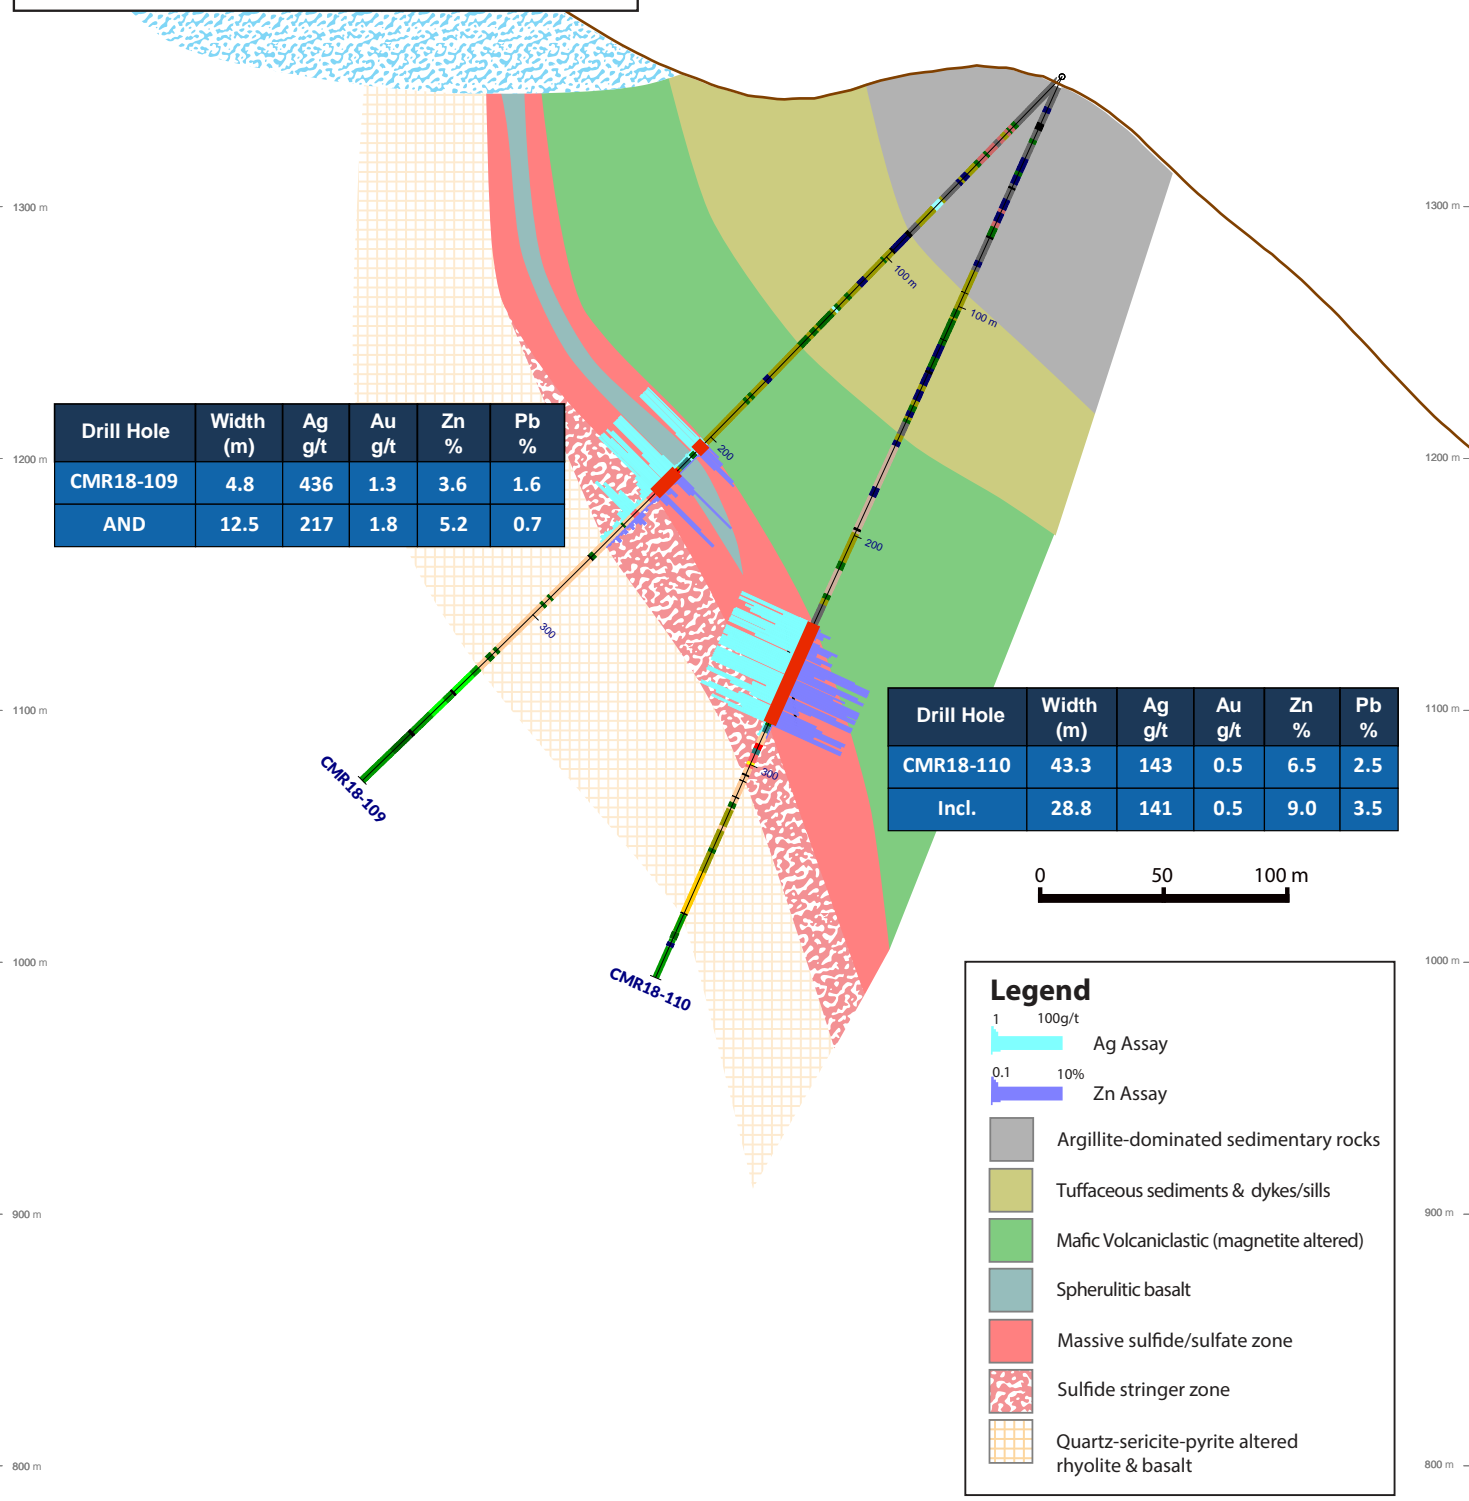 1300 m
1300 m
100 m
100 m
Drill Hole Width (m) Ag g/t Au g/t Zn % Pb %
CMR18-109 4.8 436 1.3 3.6 1.6
AND 12.5 217 1.8 5.2 0.7
1200 m
1200 m
200
200
300
1100 m
1100 m
Drill Hole Width (m) Ag g/t Au g/t Zn % Pb %
CMR18-110 43.3 143 0.5 6.5 2.5
Incl. 28.8 141 0.5 9.0 3.5
300
CMR18-109
0 50 100 m
1000 m
1000 m
CMR18-110
Legend
1 100g/t
Ag Assay
0.1 10%
Zn Assay
Argillite-dominated sedimentary rocks
Tuffaceous sediments & dykes/sills
900 m
900 m
Mafic Volcaniclastic (magnetite altered)
Spherulitic basalt
Massive sulfide/sulfate zone
Sulfide stringer zone
Quartz-sericite-pyrite altered
rhyolite & basalt
800 m
800 m